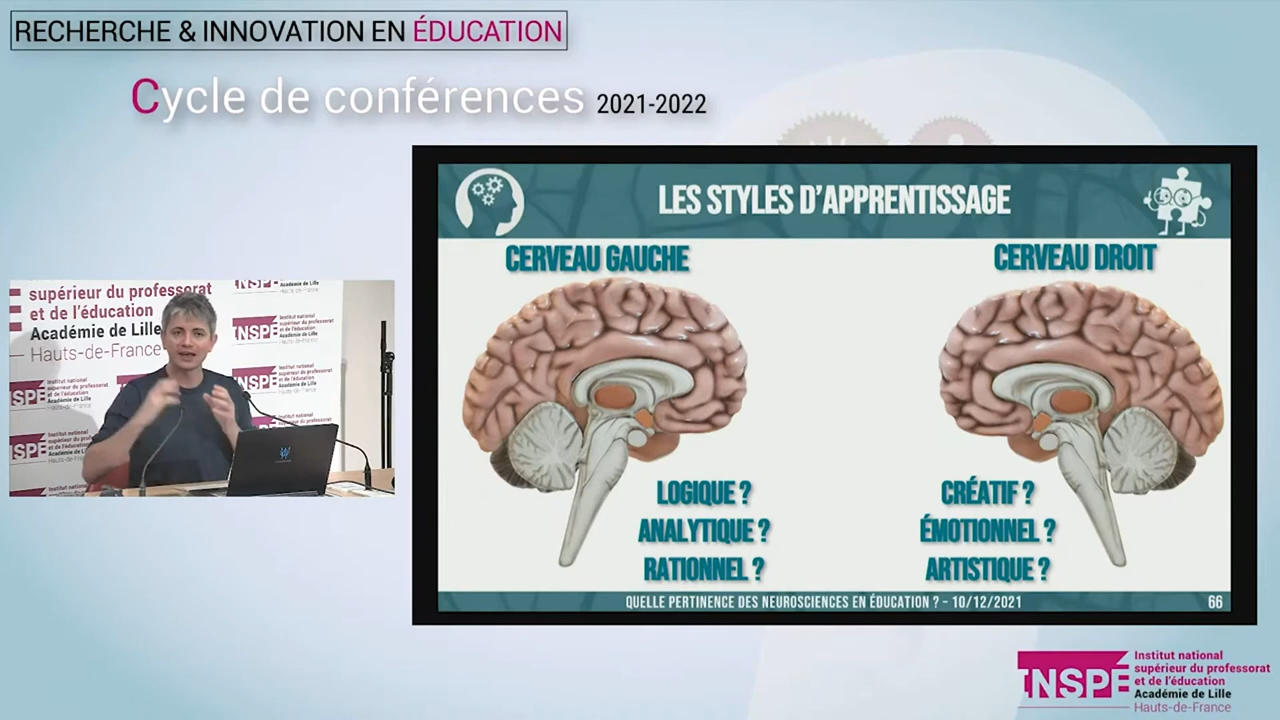 RECHERCHE & INNOVATION EN ÉDUCATION
Cycle de conférences 2021-2022
LES STYLES D'APPRENTISSAGE
CERVEAU GAUCHE
CERVEAU DROIT
LOGIQUE ?
ANALYTIQUE ?
RATIONNEL ?
CRÉATIF ?
ÉMOTIONNEL ?
ARTISTIQUE ?
QUELLE PERTINENCE DES NEUROSCIENCES EN ÉDUCATION ? - 10/12/2021
66
supérieur du professorat
et de l'éducation
Académie de Lille
Hauts-de-France
INSPÉ
Institut national
supérieur du professorat
et de l'éducation
Académie de Lille
Hauts-de-France